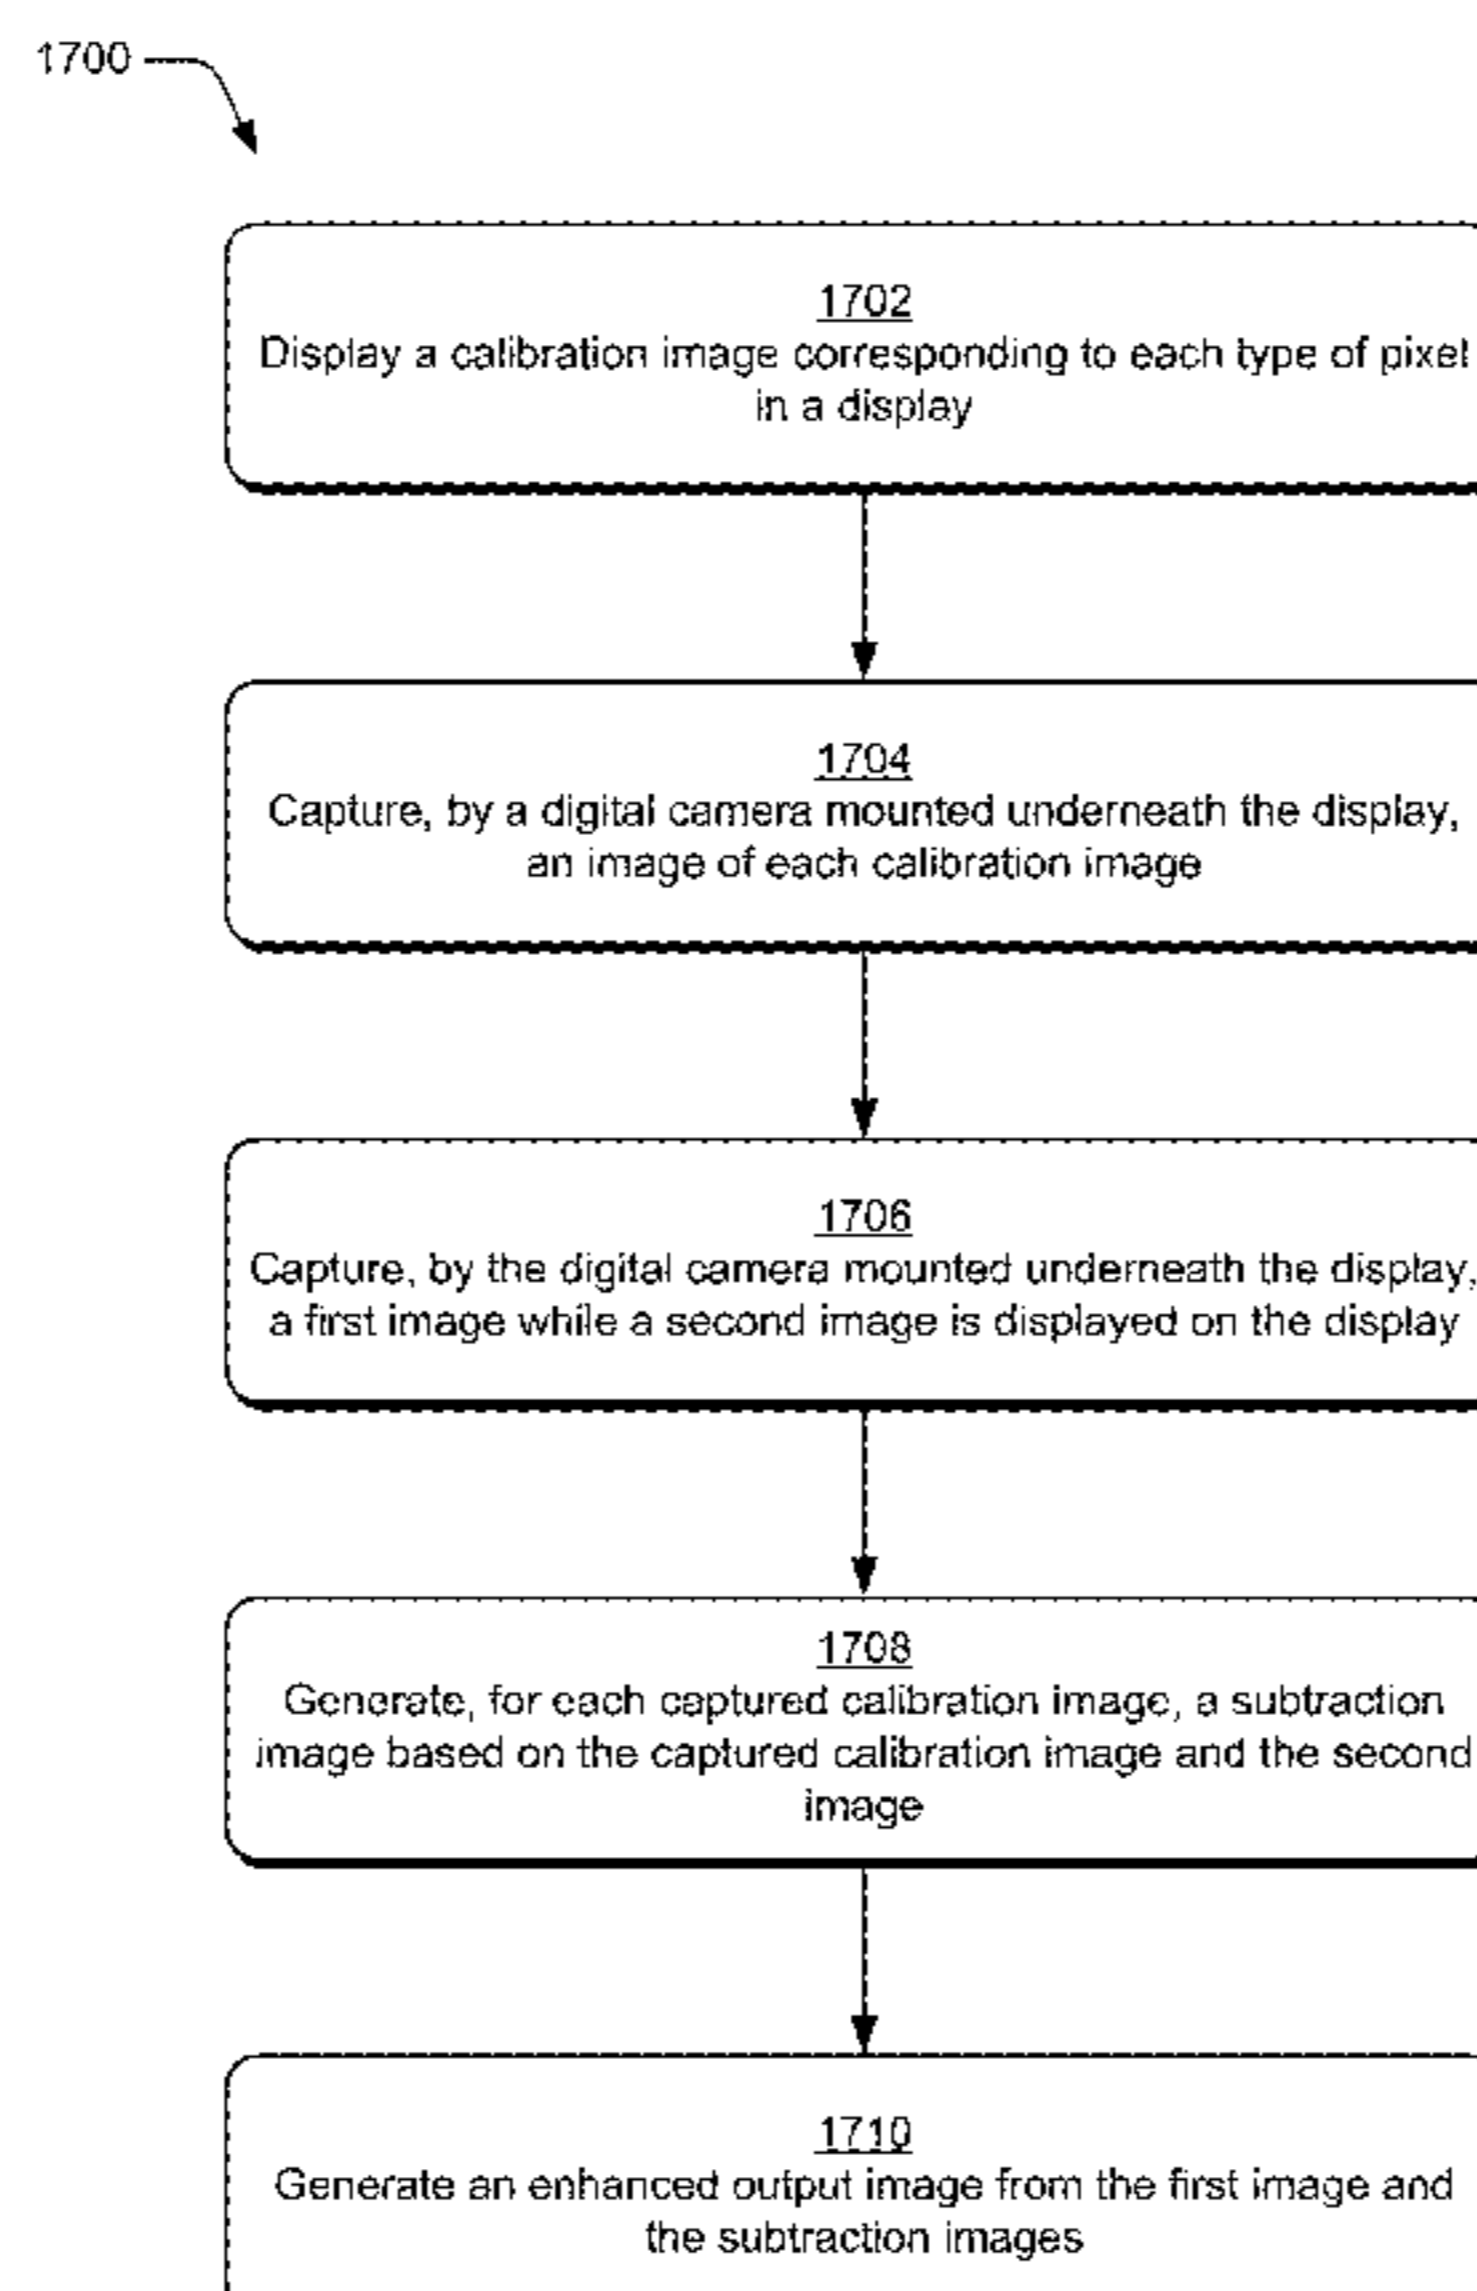 1700
1702
Display a calibration image corresponding to each type of pixel
in a display
1704
Capture, by a digital camera mounted underneath the display,
an image of each calibration image
1706
Capture, by the digital camera mounted underneath the display,
a first image while a second image is displayed on the display
1708
Generate, for each captured calibration image, a subtraction
image based on the captured calibration image and the second
image
1710
Generate an enhanced output image from the first image and
the subtraction images